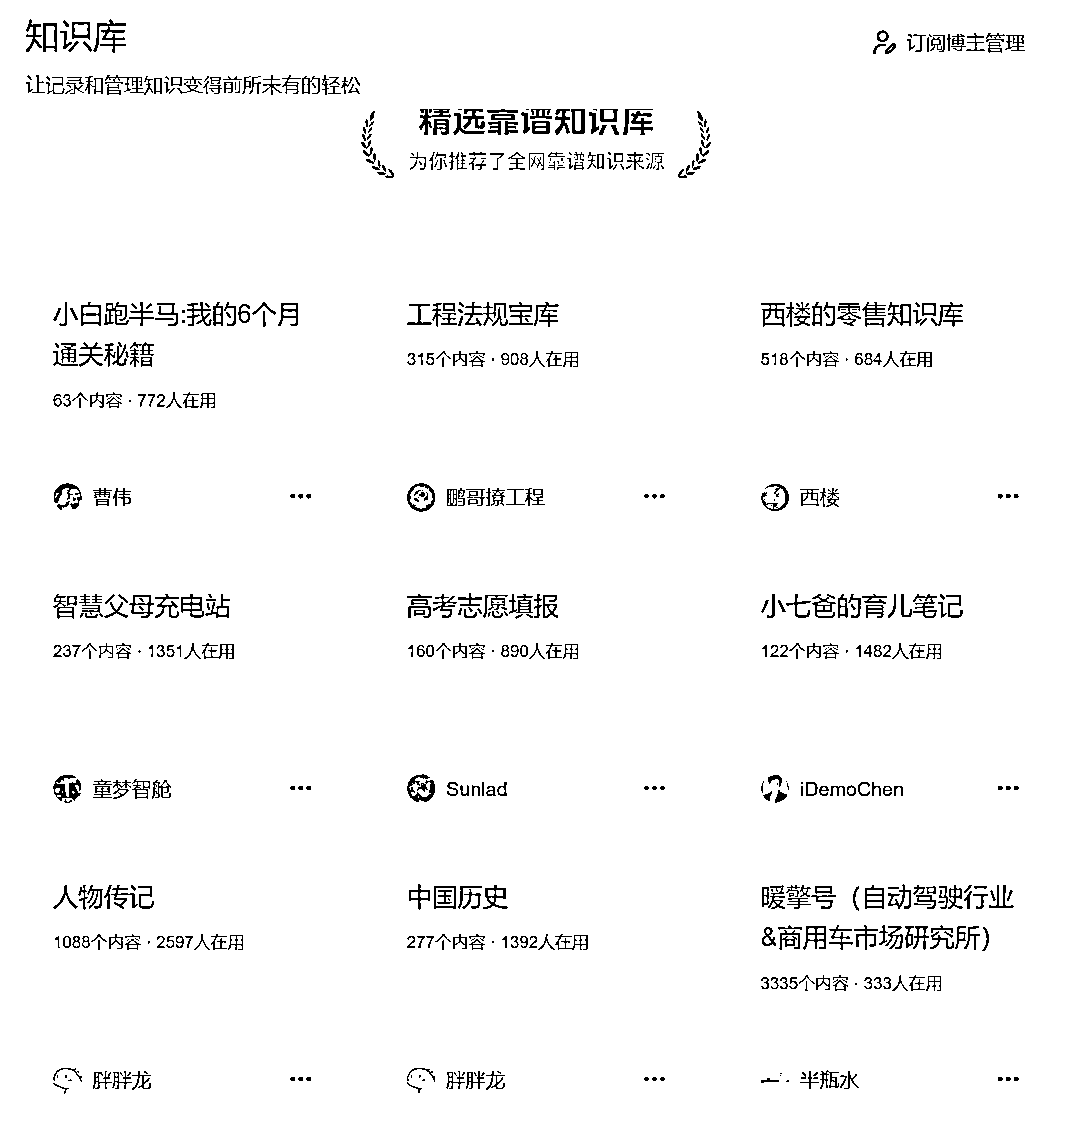 知识库
订阅博主管理
让记录和管理知识变得前所未有的轻松
精选靠谱知识库
为你推荐了全网靠谱知识来源
小白跑半马:我的6个月
通关秘籍
63个内容 · 772人在用
曹伟
工程法规宝库
315个内容 · 908人在用
鹏哥撩工程
西楼的零售知识库
518个内容 · 684人在用
西楼
智慧父母充电站
237个内容 · 1351人在用
童梦智舱
高考志愿填报
160个内容 · 890人在用
Sunlad
小七爸的育儿笔记
122个内容 · 1482人在用
iDemoChen
人物传记
1088个内容 · 2597人在用
胖胖龙
中国历史
277个内容 · 1392人在用
胖胖龙
暖擎号（自动驾驶行业
&商用车市场研究所）
3335个内容 · 333人在用
半瓶水